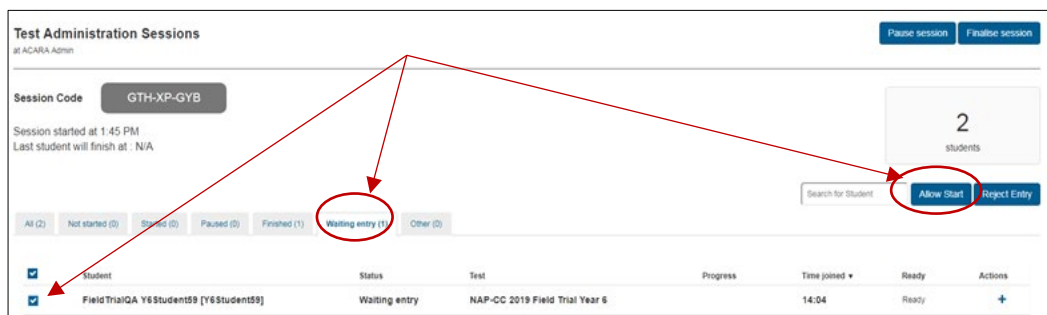 Test Administration Sessions
at ACARA Admin
Pause session
Finalise session
Session Code
GTH-XP-GYB
Session started at 1:45 PM
Last student will finish at : N/A
2
students
Search for Student
Allow Start
Reject Entry
All (2) Not started (0) Started (0) Paused (0) Finished (1) Waiting entry (1) Other (0)
Student Status Test Progress Time joined Ready Actions
FieldTrialQA Y6Student59 [Y6Student59] Waiting entry NAP-CC 2019 Field Trial Year 6 14:04 Ready +